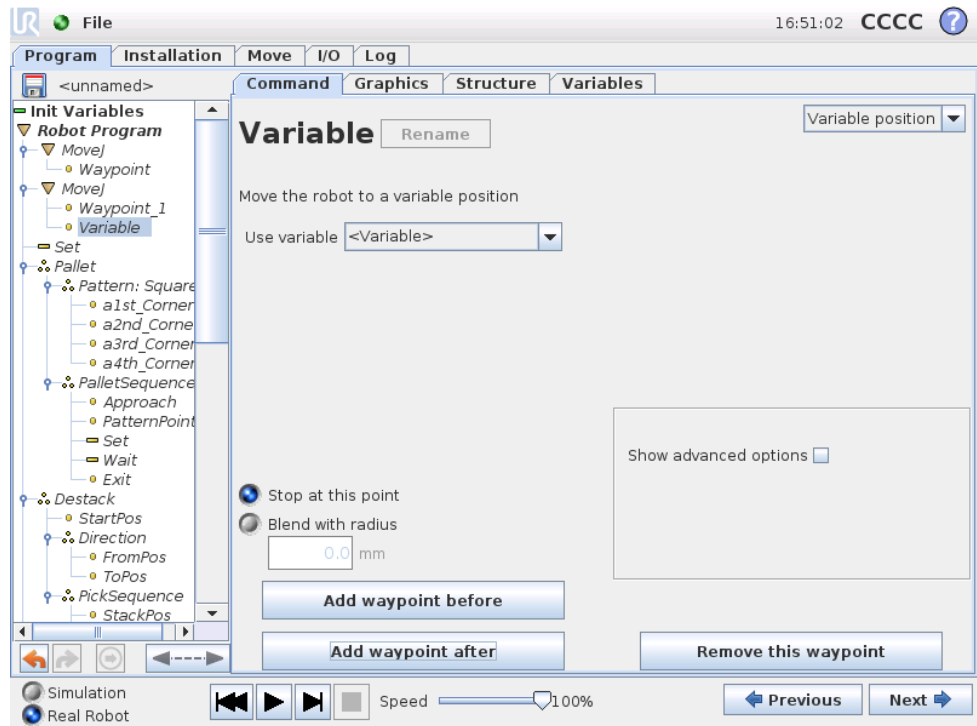 UR File 16:51:02 CCCC ?
Program Installation Move I/O Log
<unnamed> Command Graphics Structure Variables
Init Variables
Robot Program
MoveJ
Waypoint
MoveJ
Waypoint_1
Variable
Set
Pallet
Pattern: Square
a1st_Corner
a2nd_Corne
a3rd_Corner
a4th_Corner
PalletSequence
Approach
PatternPoint
Set
Wait
Exit
Destack
StartPos
Direction
FromPos
ToPos
PickSequence
StackPos
Variable Rename Variable position
Move the robot to a variable position
Use variable <Variable>
Show advanced options
Stop at this point
Blend with radius
0.0 mm
Add waypoint before
Add waypoint after Remove this waypoint
Simulation
Real Robot
Speed 100% Previous Next